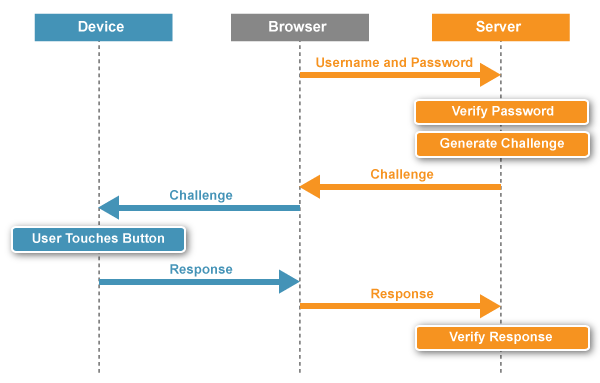 Device
Browser
Server
Username and Password
Verify Password
Generate Challenge
Challenge
Challenge
User Touches Button
Response
Response
Verify Response